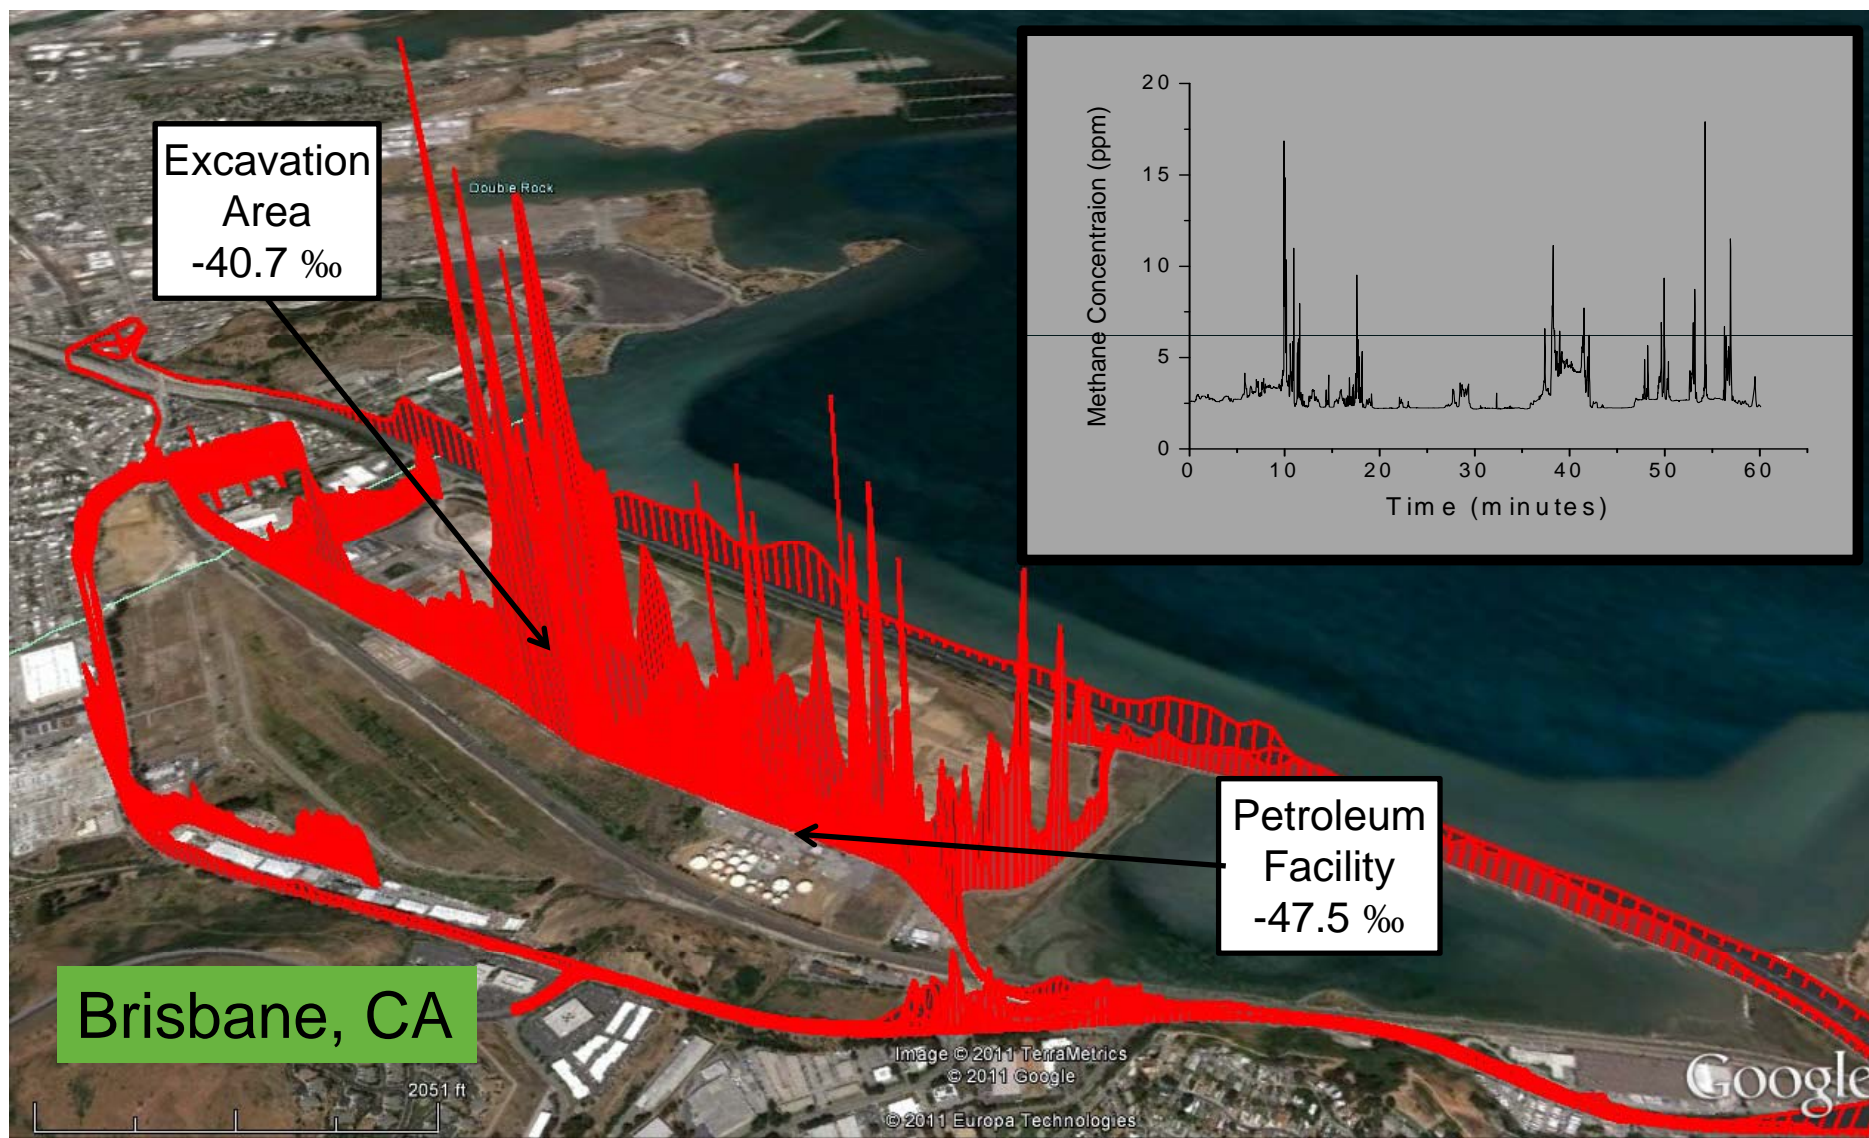 Excavation
Area
-40.7 ‰
Double Rock
20
15
10
5
0
Methane Concentraion (ppm)
0 10 20 30 40 50 60
Time (minutes)
Petroleum
Facility
-47.5 ‰
Brisbane, CA
2051 ft
Image © 2011 TerraMetrics
© 2011 Google
© 2011 Europa Technologies
Google